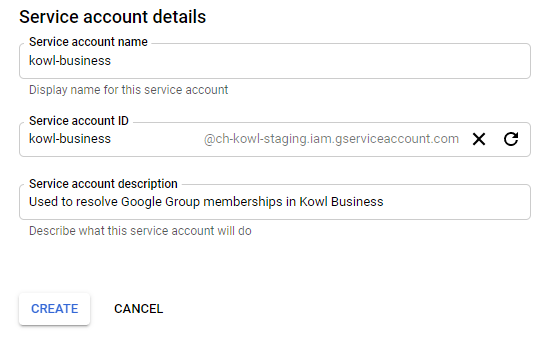 Service account details
Service account name
kowl-business
Display name for this service account
Service account ID
kowl-business @ch-kowl-staging.iam.gserviceaccount.com
Service account description
Used to resolve Google Group memberships in Kowl Business
Describe what this service account will do
CREATE CANCEL